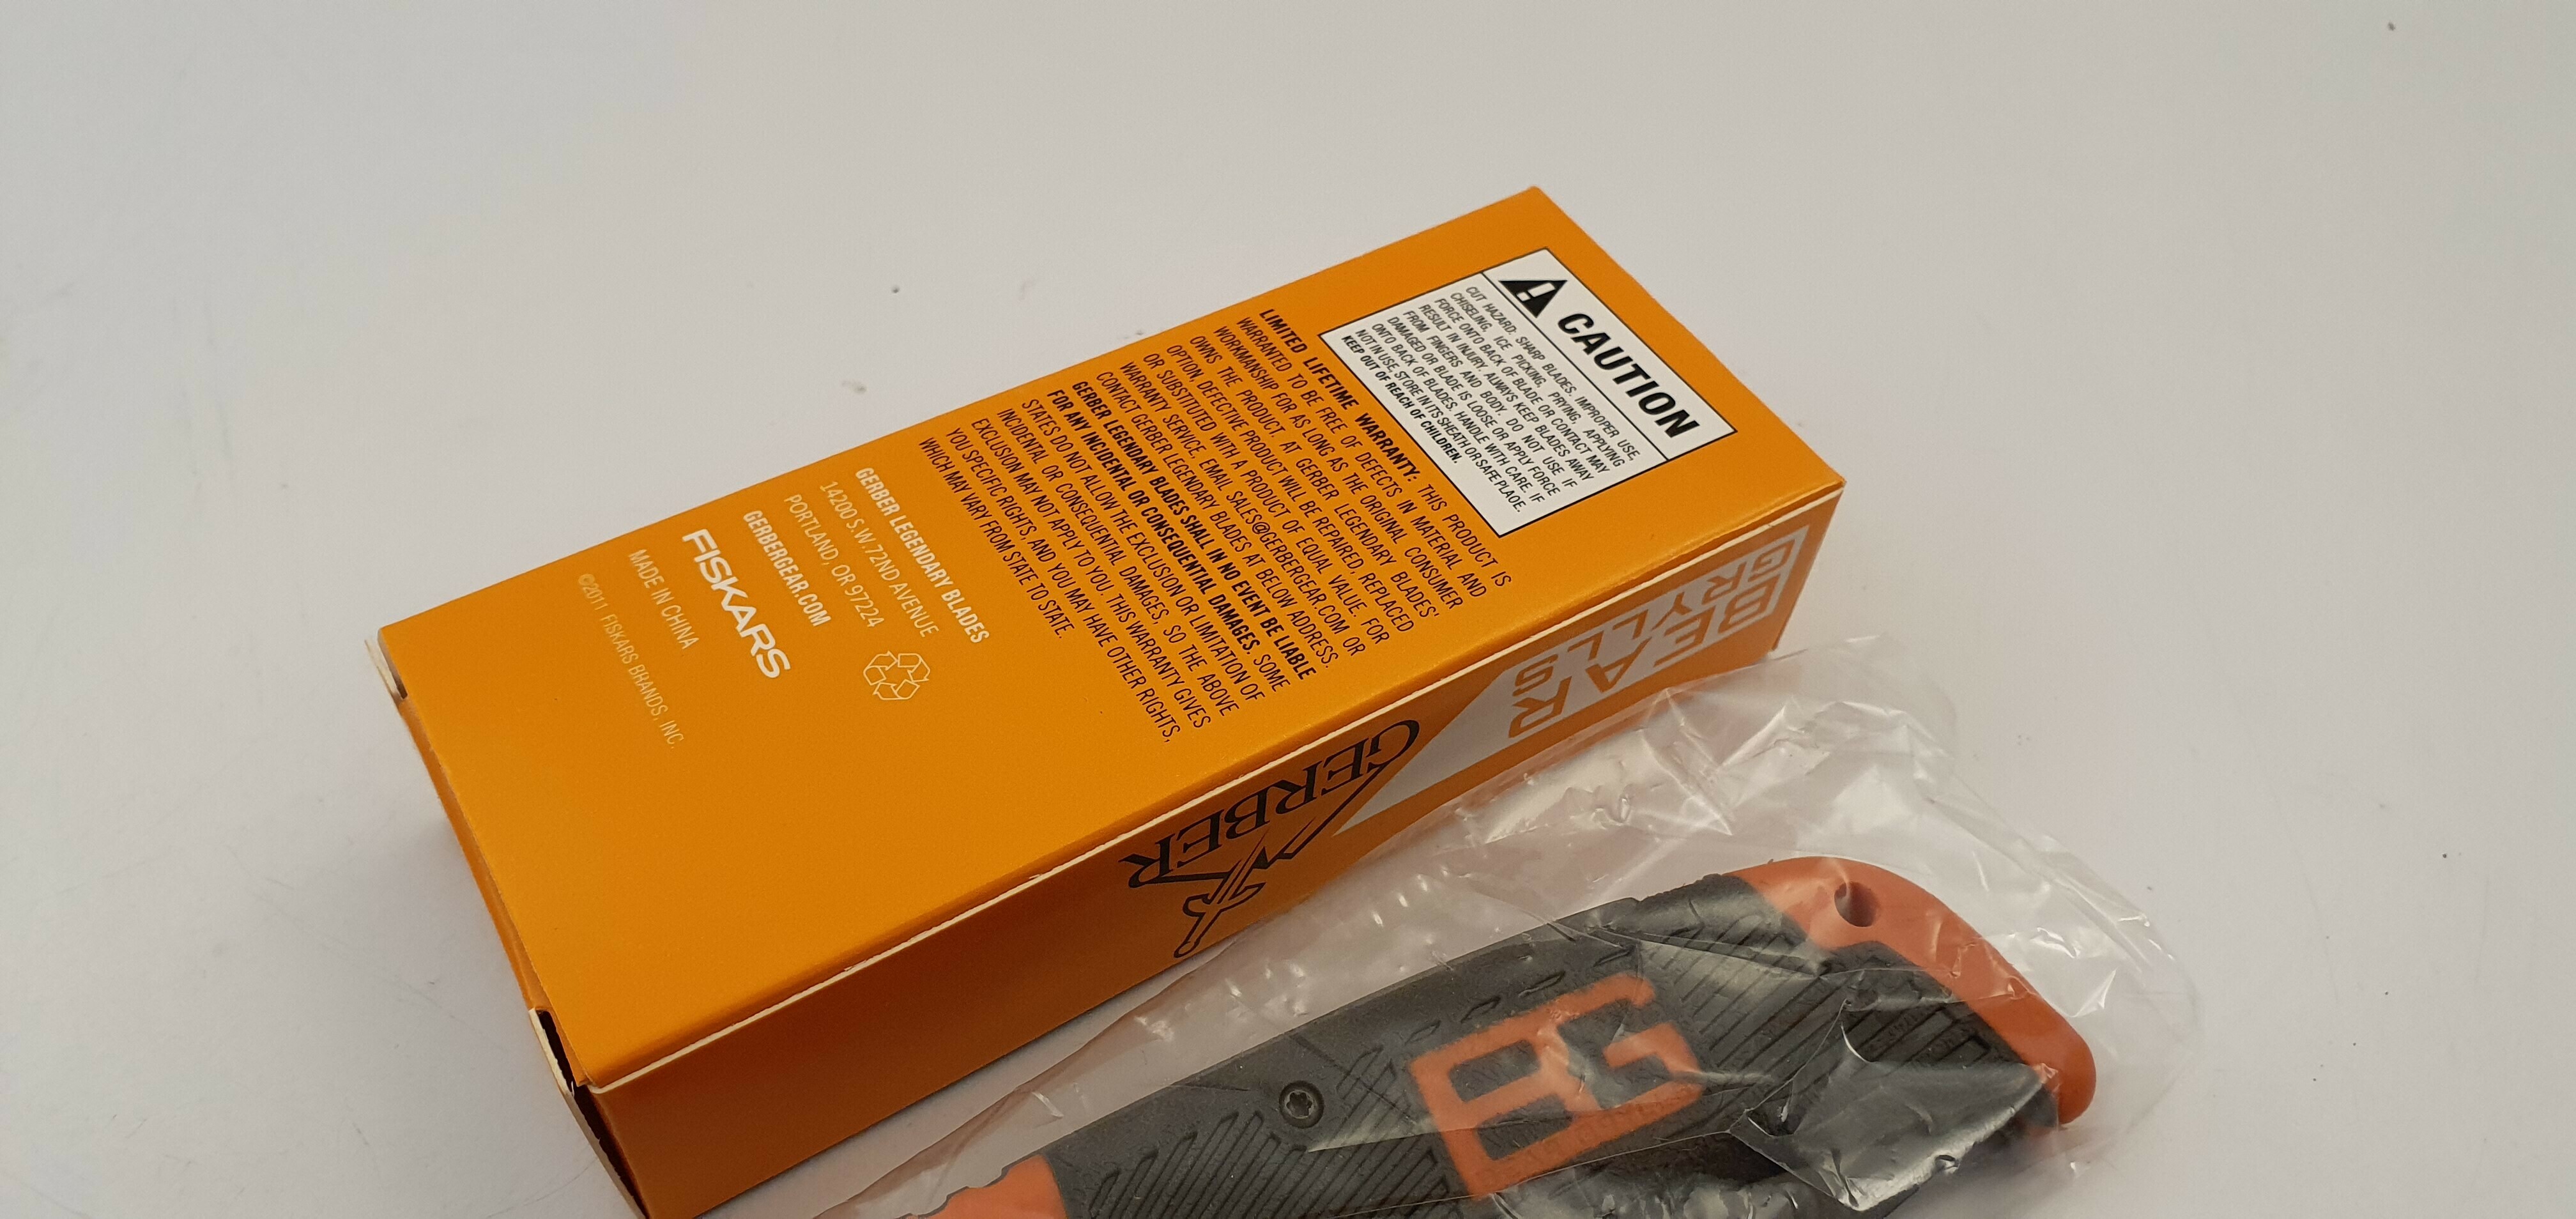 CAUTION
CUT HAZARD: SHARP BLADES. IMPROPER USE,
CHISELING, ICE PICKING, PRYING, APPLYING
FORCE ONTO BACK OF BLADE OR CONTACT MAY
RESULT IN INJURY. ALWAYS KEEP BLADES AWAY
FROM FINGERS AND BODY. DO NOT USE IF
DAMAGED OR BLADE IS LOOSE OR APPLY FORCE
ONTO BACK OF BLADES. HANDLE WITH CARE. IF
NOT IN USE, STORE IN ITS SHEATH OR SAFE PLACE.
KEEP OUT OF REACH OF CHILDREN.
LIMITED LIFETIME WARRANTY: THIS PRODUCT IS
WARRANTED TO BE FREE OF DEFECTS IN MATERIAL AND
WORKMANSHIP FOR AS LONG AS THE ORIGINAL CONSUMER
OWNS THE PRODUCT. AT GERBER LEGENDARY BLADES'
OPTION, DEFECTIVE PRODUCT WILL BE REPAIRED, REPLACED
OR SUBSTITUTED WITH A PRODUCT OF EQUAL VALUE. FOR
WARRANTY SERVICE, EMAIL SALES@GERBERGEAR.COM OR
CONTACT GERBER LEGENDARY BLADES AT BELOW ADDRESS.
GERBER LEGENDARY BLADES SHALL IN NO EVENT BE LIABLE
FOR ANY INCIDENTAL OR CONSEQUENTIAL DAMAGES. SOME
STATES DO NOT ALLOW THE EXCLUSION OR LIMITATION OF
INCIDENTAL OR CONSEQUENTIAL DAMAGES, SO THE ABOVE
EXCLUSION MAY NOT APPLY TO YOU. THIS WARRANTY GIVES
YOU SPECIFIC RIGHTS, AND YOU MAY HAVE OTHER RIGHTS,
WHICH MAY VARY FROM STATE TO STATE.
GERBER LEGENDARY BLADES
14200 S.W. 72ND AVENUE
PORTLAND, OR 97224
GERBERGEAR.COM
FISKARS
MADE IN CHINA
©2011 FISKARS BRANDS, INC.
GERBER
BEAR
GRYLLS
BG